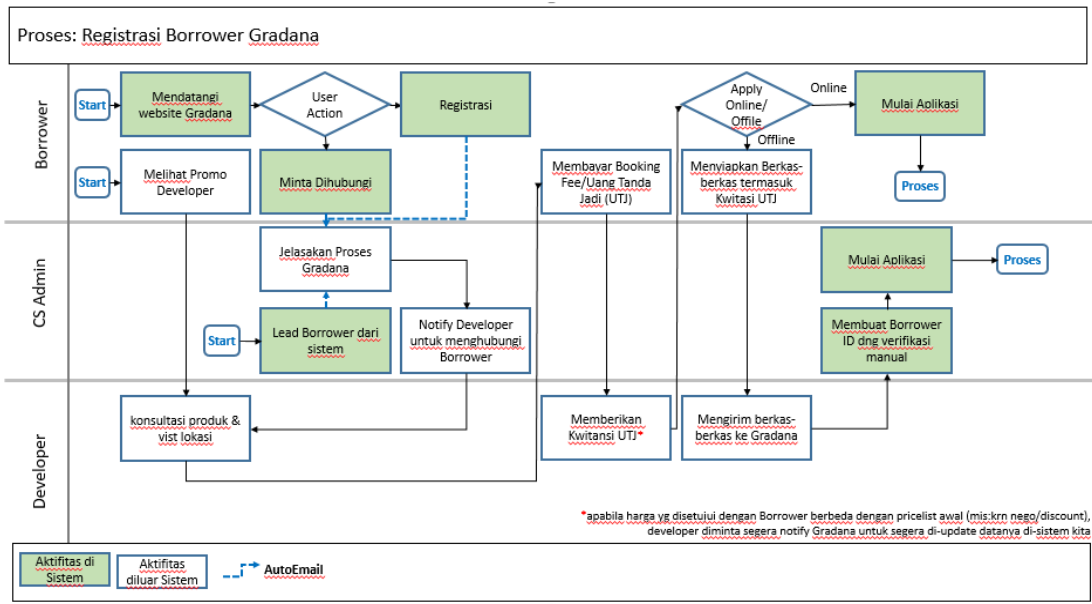 Proses: Registrasi Borrower Gradana
Borrower
Start
Mendatangi
website Gradana
User
Action
Registrasi
Apply
Online/
Offile
Online
Mulai Aplikasi
Offline
Start
Melihat Promo
Developer
Minta Dihubungi
Membayar Booking
Fee/Uang Tanda
Jadi (UTJ)
Menyiapkan Berkas-
berkas termasuk
Kwitasi UTJ
Proses
CS Admin
Jelasakan Proses
Gradana
Mulai Aplikasi
Proses
Start
Lead Borrower dari
sistem
Notify Developer
untuk menghubungi
Borrower
Membuat Borrower
ID dng verifikasi
manual
Developer
konsultasi produk &
vist lokasi
Memberikan
Kwitansi UTJ*
Mengirim berkas-
berkas ke Gradana
*apabila harga yg disetujui dengan Borrower berbeda dengan pricelist awal (mis:krn nego/discount),
developer diminta segera notify Gradana untuk segera di-update datanya di-sistem kita
Aktifitas di
Sistem
Aktifitas
diluar Sistem
AutoEmail